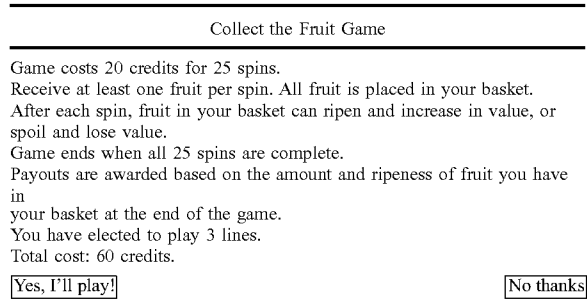 Collect the Fruit Game
Game costs 20 credits for 25 spins.
Receive at least one fruit per spin. All fruit is placed in your basket.
After each spin, fruit in your basket can ripen and increase in value, or
spoil and lose value.
Game ends when all 25 spins are complete.
Payouts are awarded based on the amount and ripeness of fruit you have
in
your basket at the end of the game.
You have elected to play 3 lines.
Total cost: 60 credits.
Yes, I'll play! No thanks